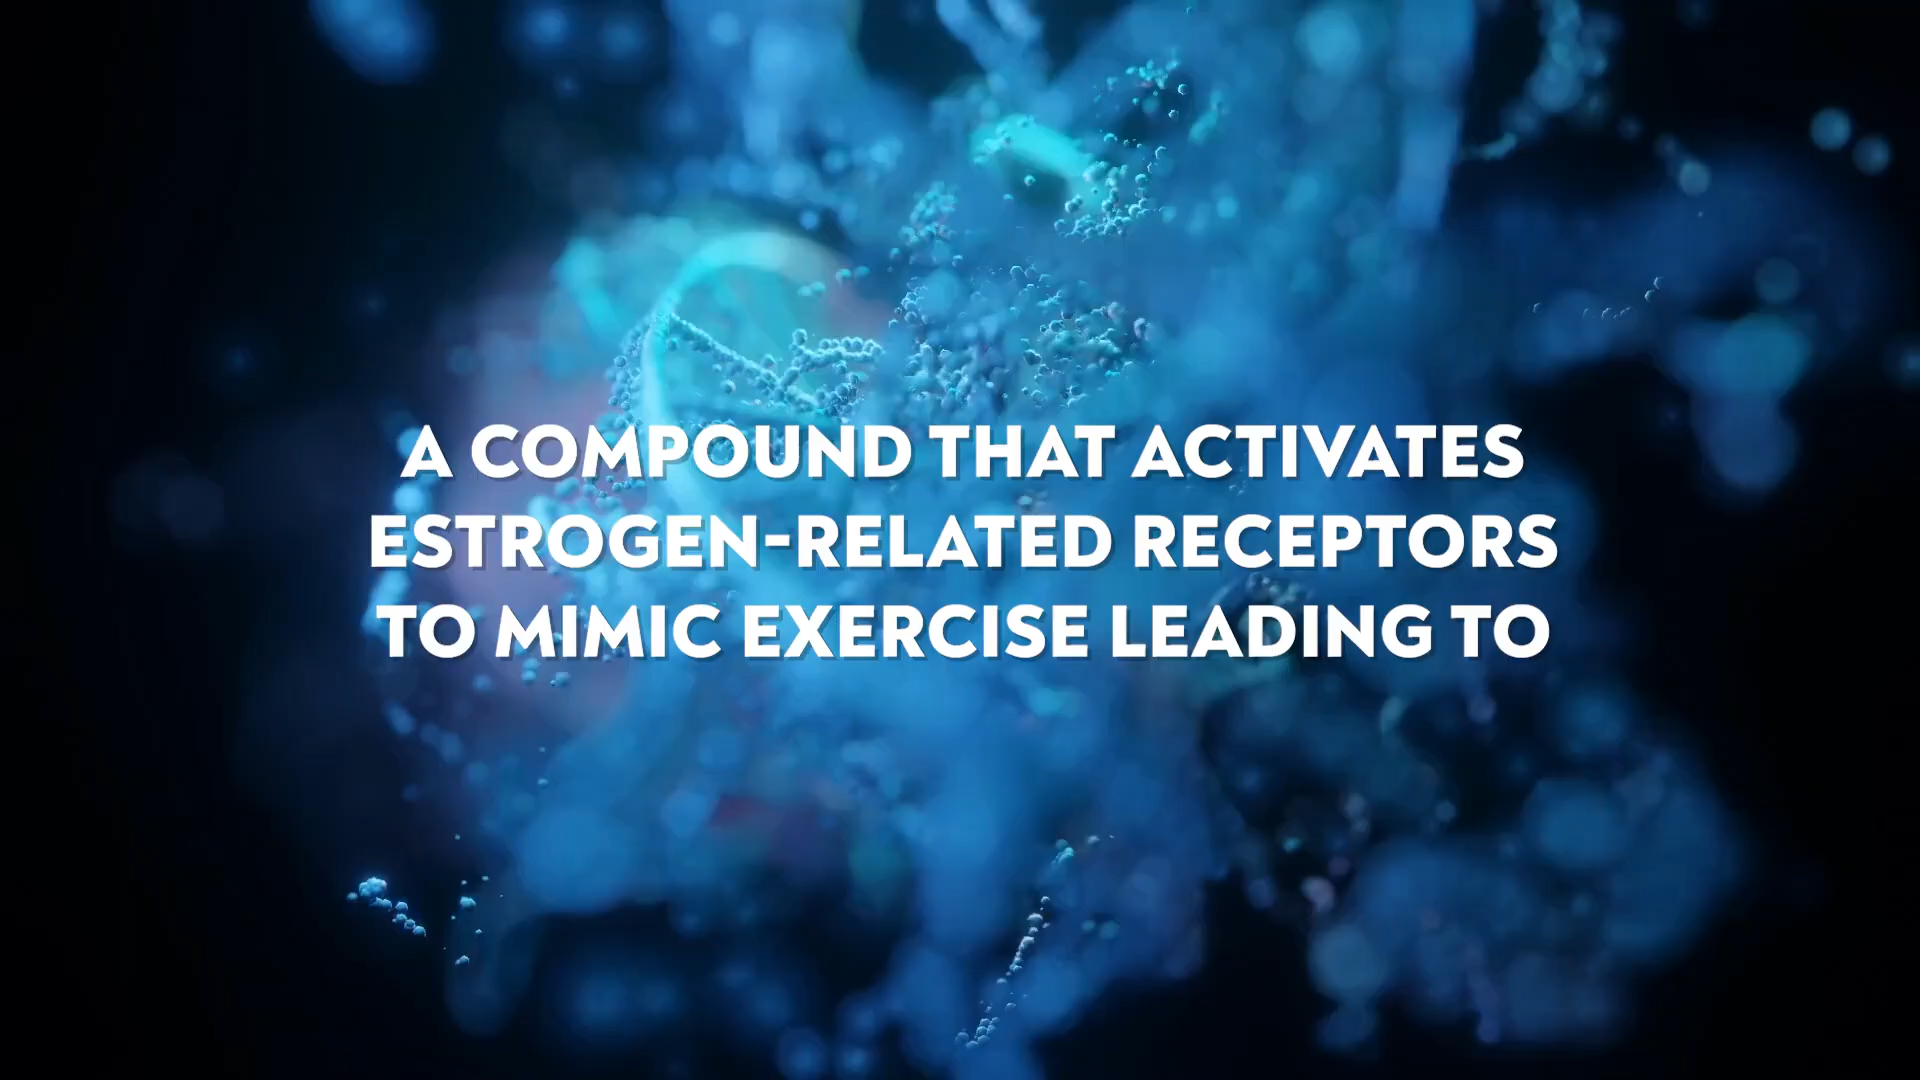 A COMPOUND THAT ACTIVATES
ESTROGEN-RELATED RECEPTORS
TO MIMIC EXERCISE LEADING TO